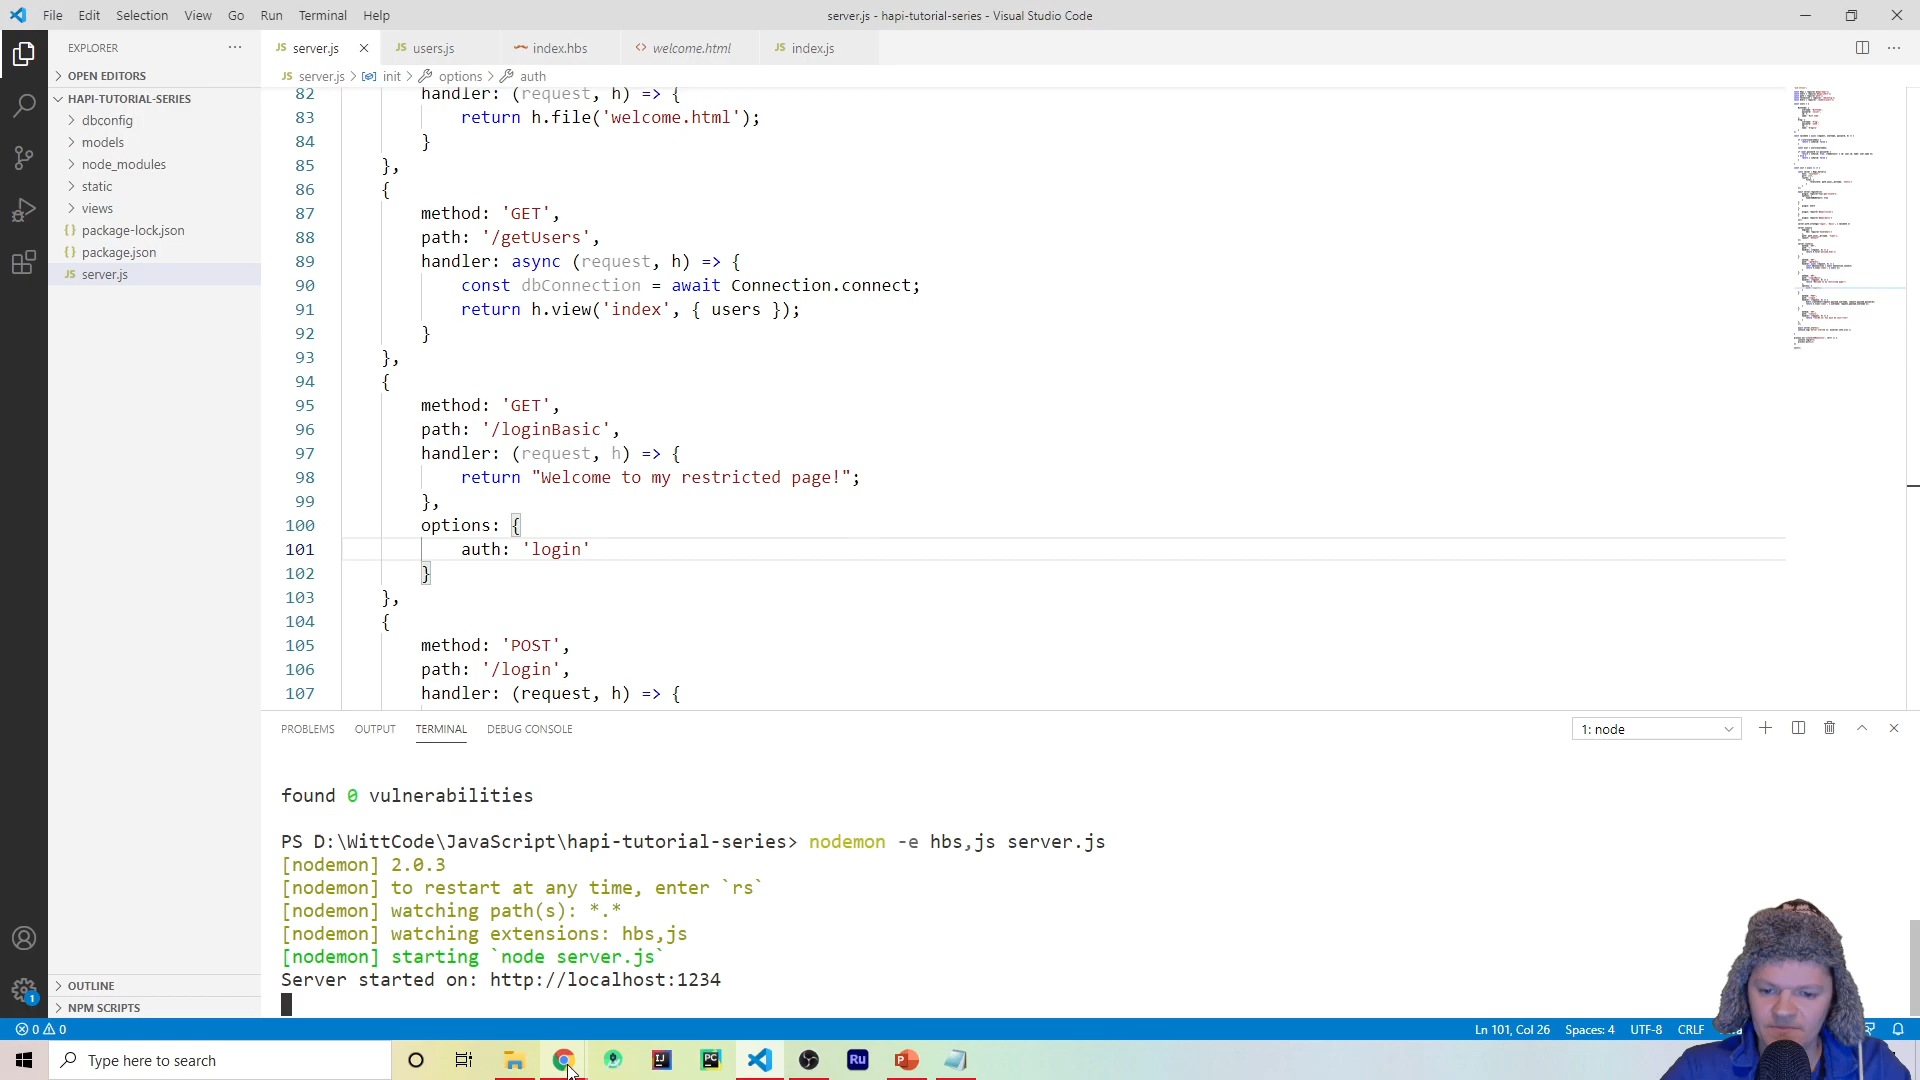 File Edit Selection View Go Run Terminal Help
server.js - hapi-tutorial-series - Visual Studio Code
EXPLORER
OPEN EDITORS
HAPI-TUTORIAL-SERIES
dbconfig
models
node_modules
static
views
{} package-lock.json
{} package.json
JS server.js
OUTLINE
NPM SCRIPTS
JS server.js
JS users.js
index.hbs
<> welcome.html
JS index.js
JS server.js > init > options > auth
82 handler: (request, h) => {
83 return h.file('welcome.html');
84 }
85 },
86 {
87 method: 'GET',
88 path: '/getUsers',
89 handler: async (request, h) => {
90 const dbConnection = await Connection.connect;
91 return h.view('index', { users });
92 }
93 },
94 {
95 method: 'GET',
96 path: '/loginBasic',
97 handler: (request, h) => {
98 return "Welcome to my restricted page!";
99 },
100 options: {
101 auth: 'login'
102 }
103 },
104 {
105 method: 'POST',
106 path: '/login',
107 handler: (request, h) => {
PROBLEMS OUTPUT TERMINAL DEBUG CONSOLE
1: node
found 0 vulnerabilities
PS D:\WittCode\JavaScript\hapi-tutorial-series> nodemon -e hbs,js server.js
[nodemon] 2.0.3
[nodemon] to restart at any time, enter `rs`
[nodemon] watching path(s): *.*
[nodemon] watching extensions: hbs,js
[nodemon] starting `node server.js`
Server started on: http://localhost:1234
1
0 0
Ln 101, Col 26 Spaces: 4 UTF-8 CRLF
Type here to search
IJ
PC
Ru
P